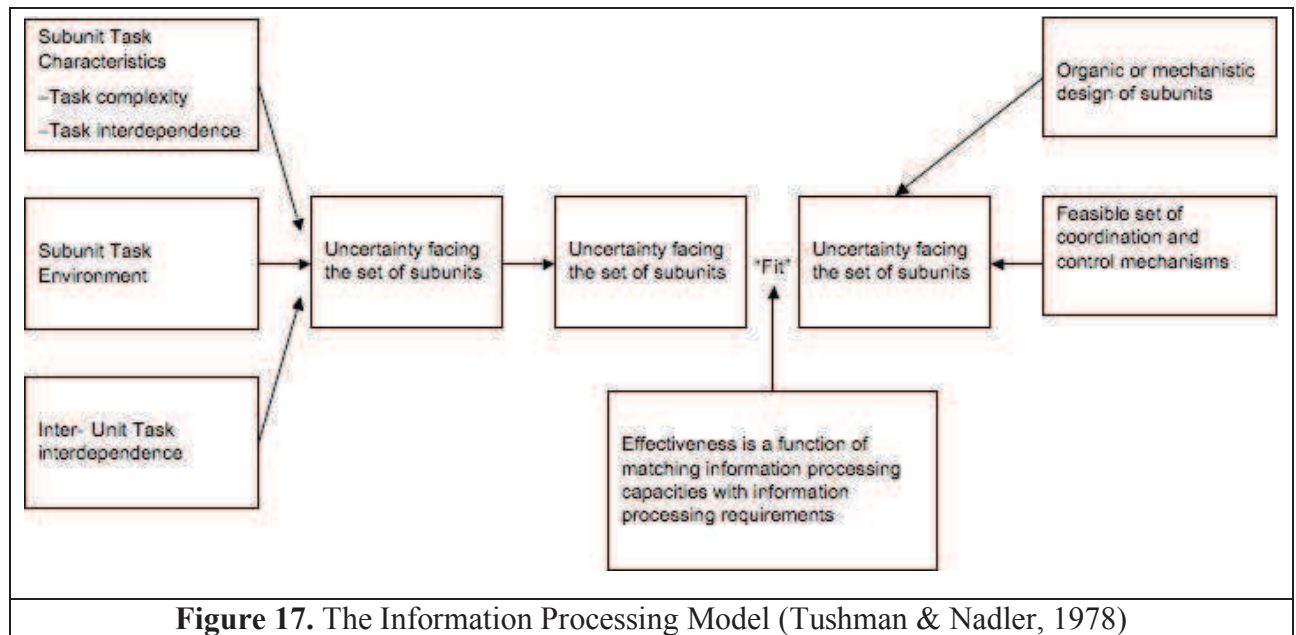 Subunit Task
Characteristics
–Task complexity
–Task interdependence
Subunit Task
Environment
Inter- Unit Task
interdependence
Uncertainty facing
the set of subunits
Uncertainty facing
the set of subunits
"Fit"
Uncertainty facing
the set of subunits
Organic or mechanistic
design of subunits
Feasible set of
coordination and
control mechanisms
Effectiveness is a function of
matching information processing
capacities with information
processing requirements
Figure 17. The Information Processing Model (Tushman & Nadler, 1978)